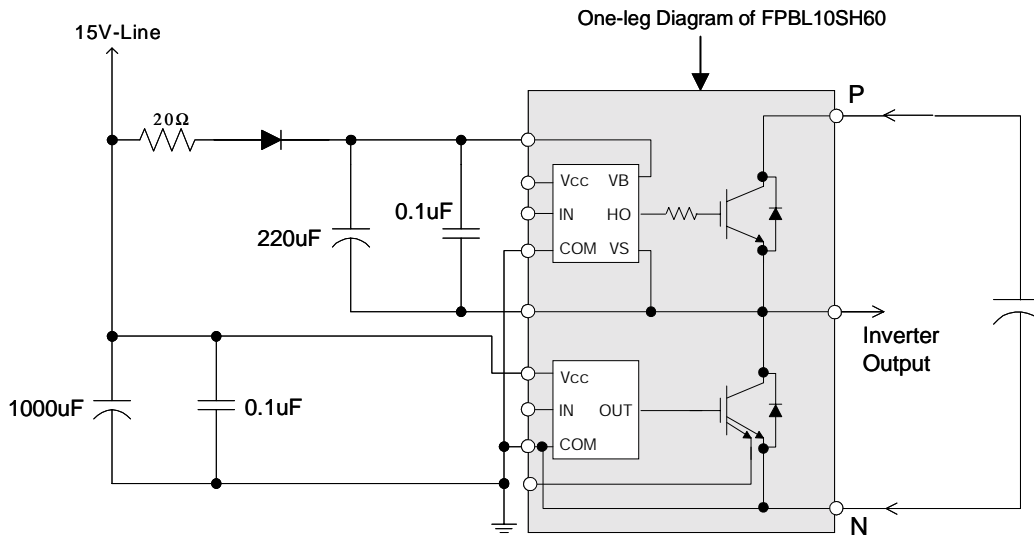 One-leg Diagram of FPBL10SH60
15V-Line
P
20Ω
Vcc VB
0.1uF
IN HO
220uF
COM VS
Inverter
Output
Vcc
1000uF
0.1uF
IN OUT
COM
N